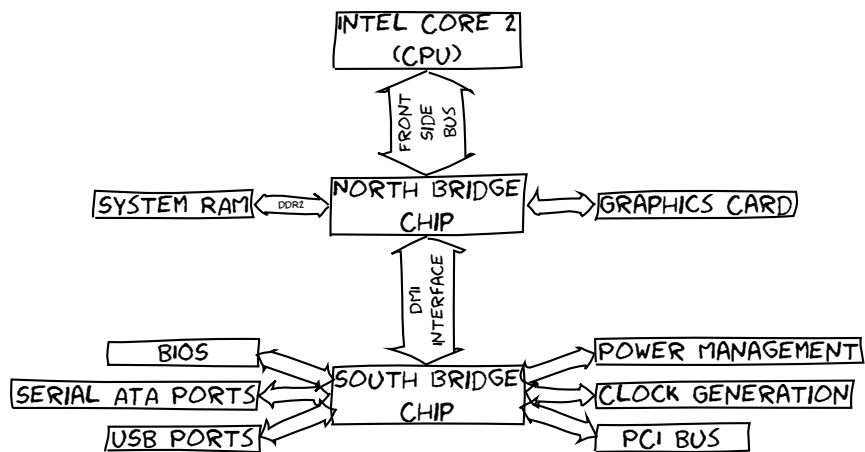 INTEL CORE 2
(CPU)
FRONT
SIDE
BUS
SYSTEM RAM
DDR2
NORTH BRIDGE
CHIP
GRAPHICS CARD
DMI
INTERFACE
BIOS
SERIAL ATA PORTS
USB PORTS
SOUTH BRIDGE
CHIP
POWER MANAGEMENT
CLOCK GENERATION
PCI BUS